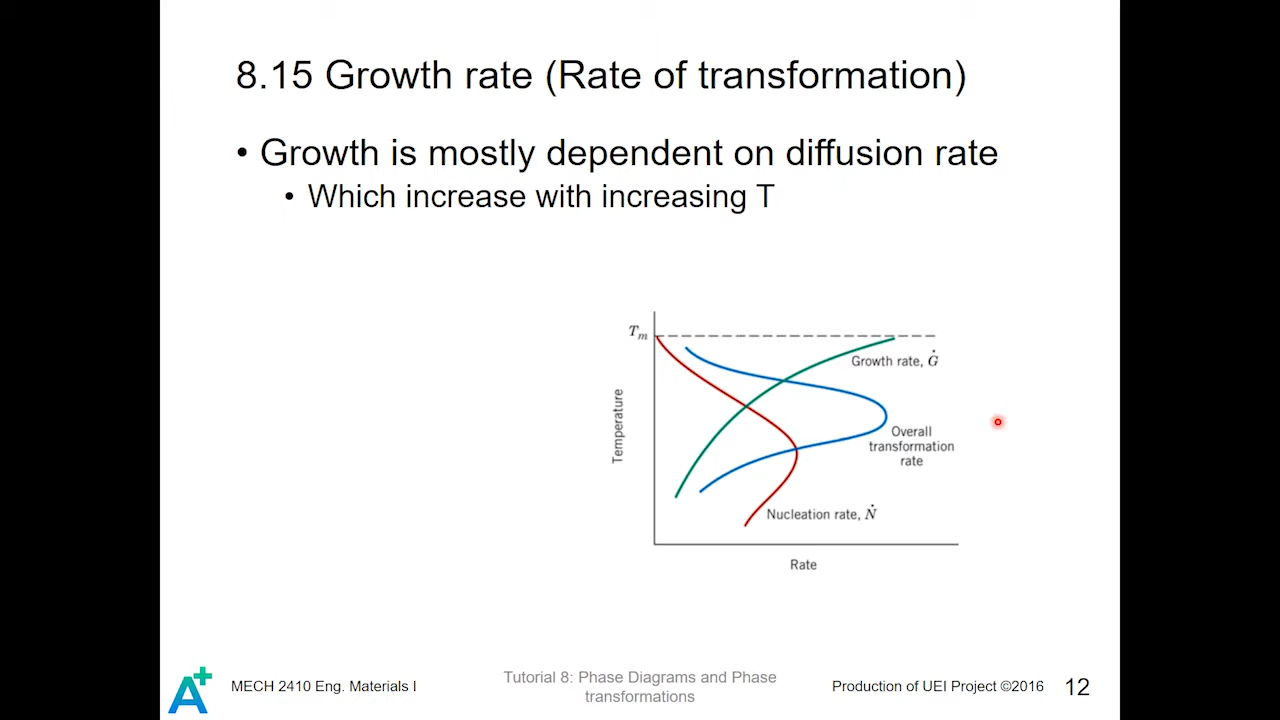 8.15 Growth rate (Rate of transformation)
• Growth is mostly dependent on diffusion rate
• Which increase with increasing T
Tm
Growth rate, Ġ
Temperature
Overall
transformation
rate
Nucleation rate, Ṅ
Rate
A+
MECH 2410 Eng. Materials I
Tutorial 8: Phase Diagrams and Phase
transformations
Production of UEI Project ©2016
12